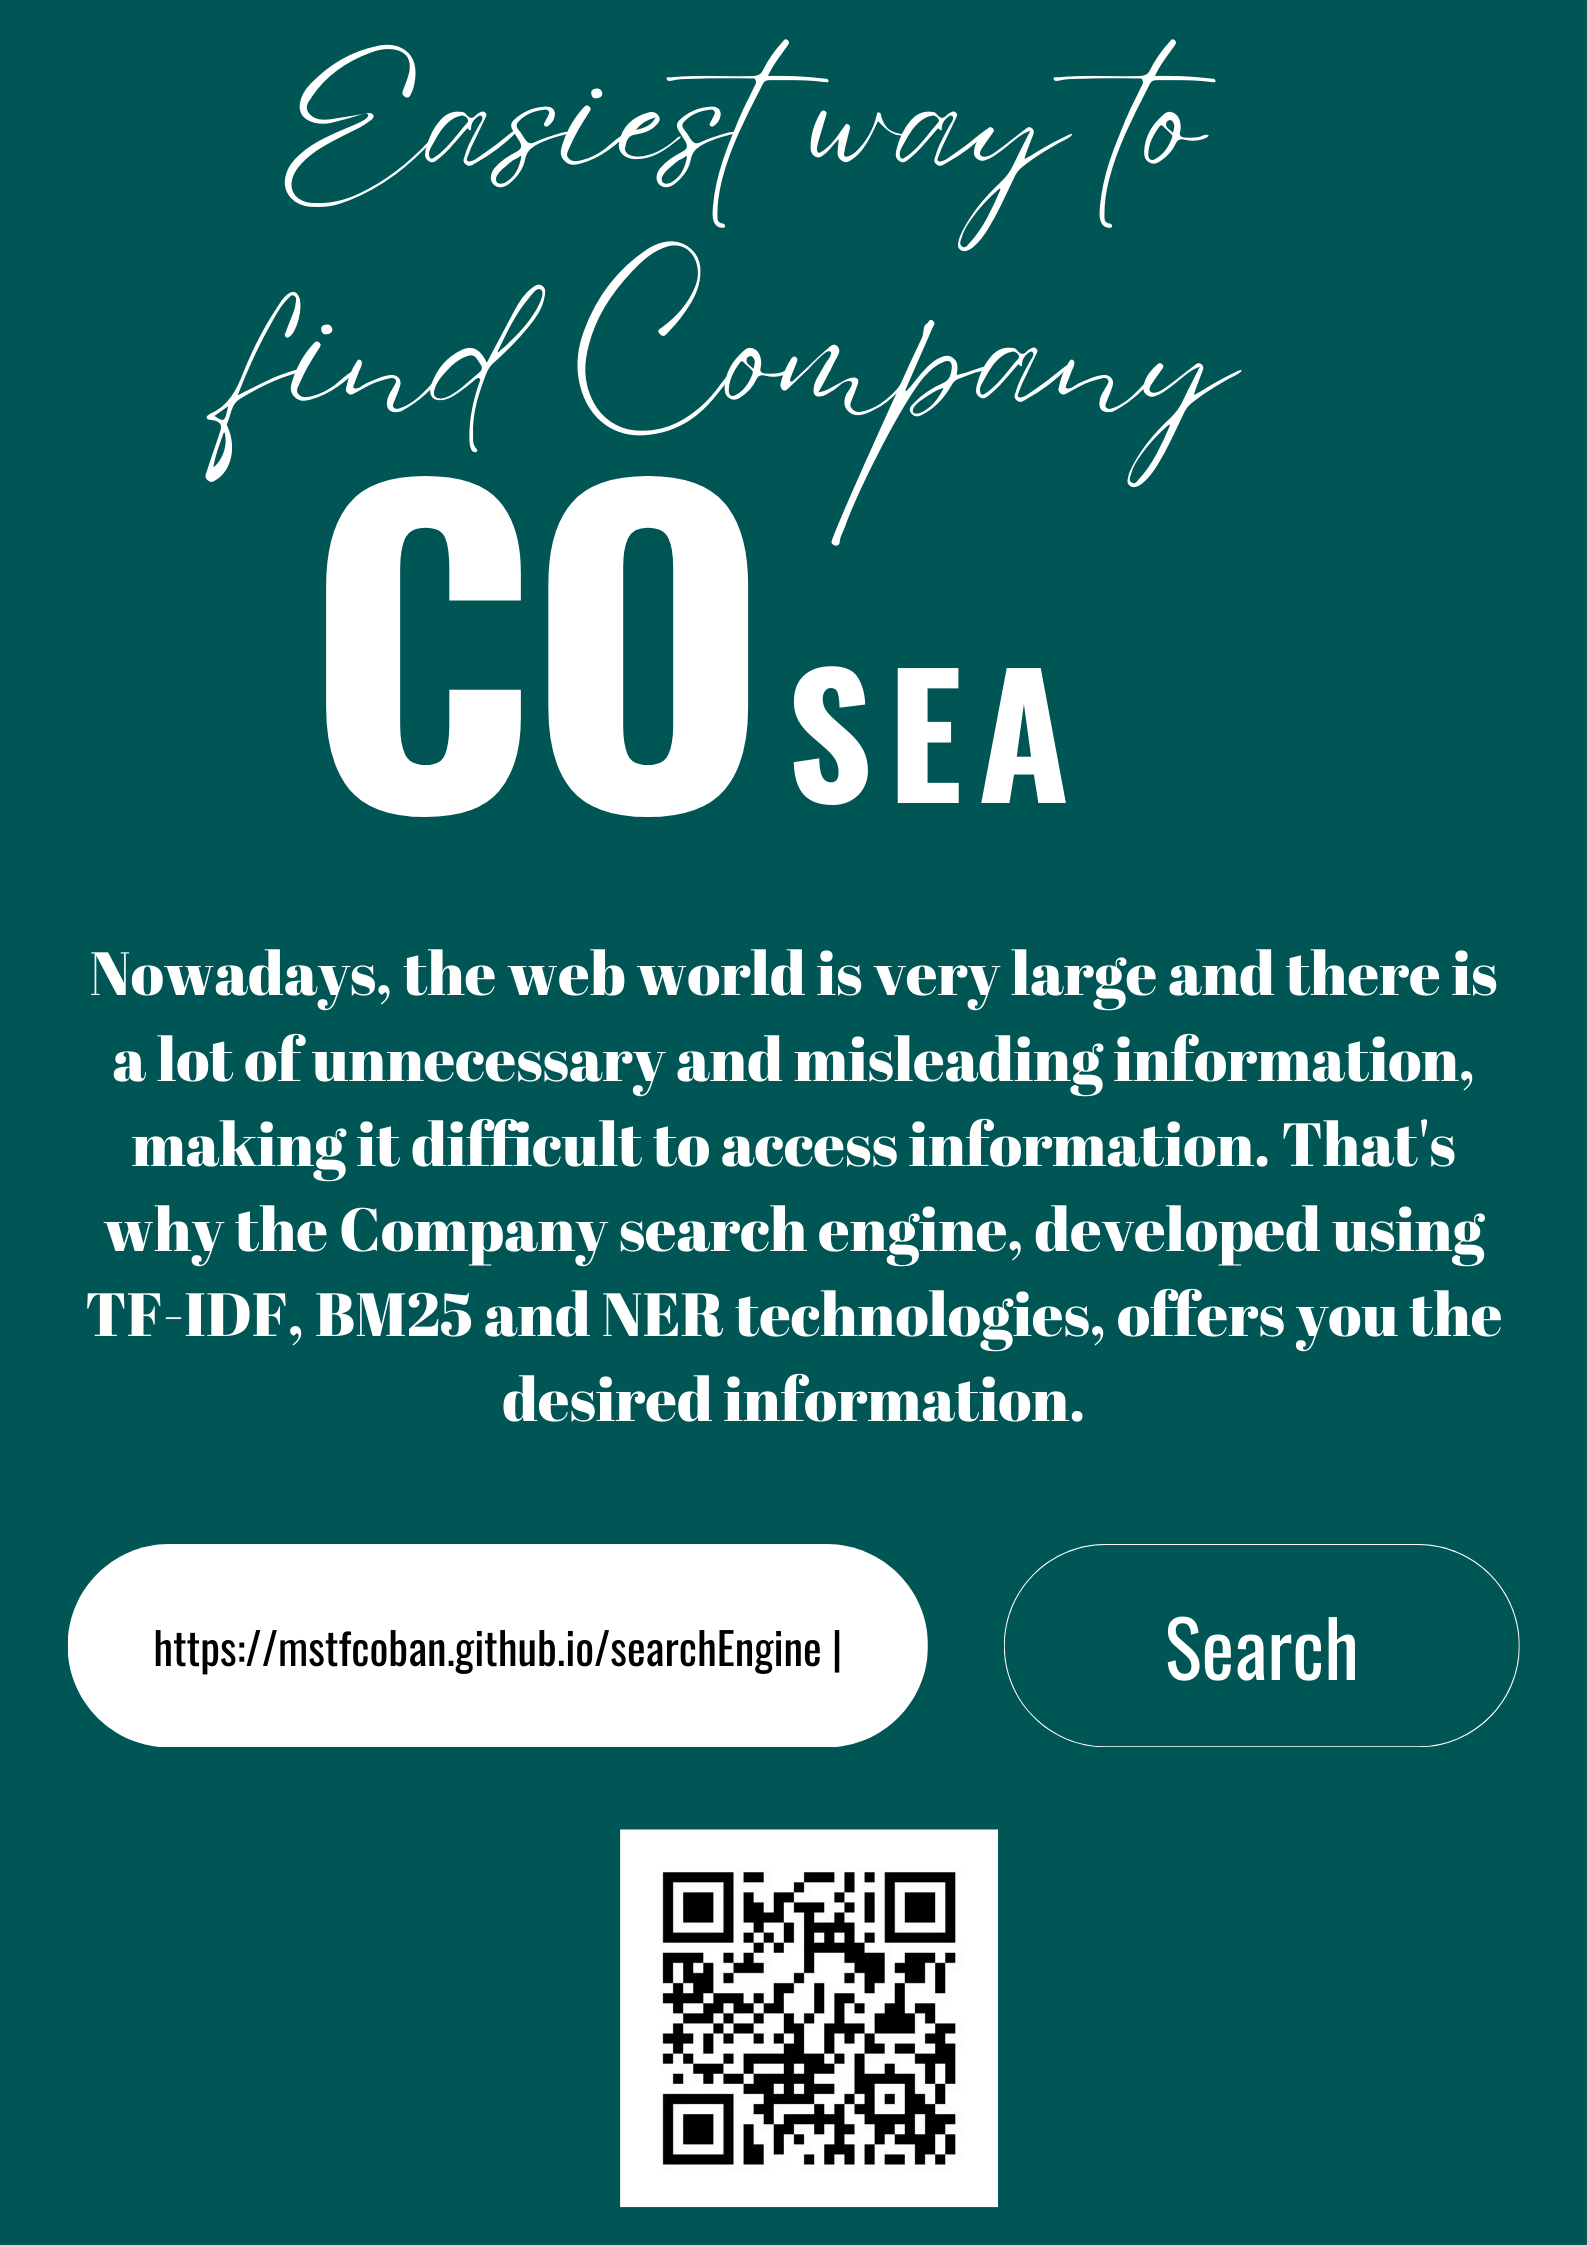 Easiest way to
find Company
CO SEA
Nowadays, the web world is very large and there is
a lot of unnecessary and misleading information,
making it difficult to access information. That's
why the Company search engine, developed using
TF-IDF, BM25 and NER technologies, offers you the
desired information.
https://mstfcoban.github.io/searchEngine |
Search